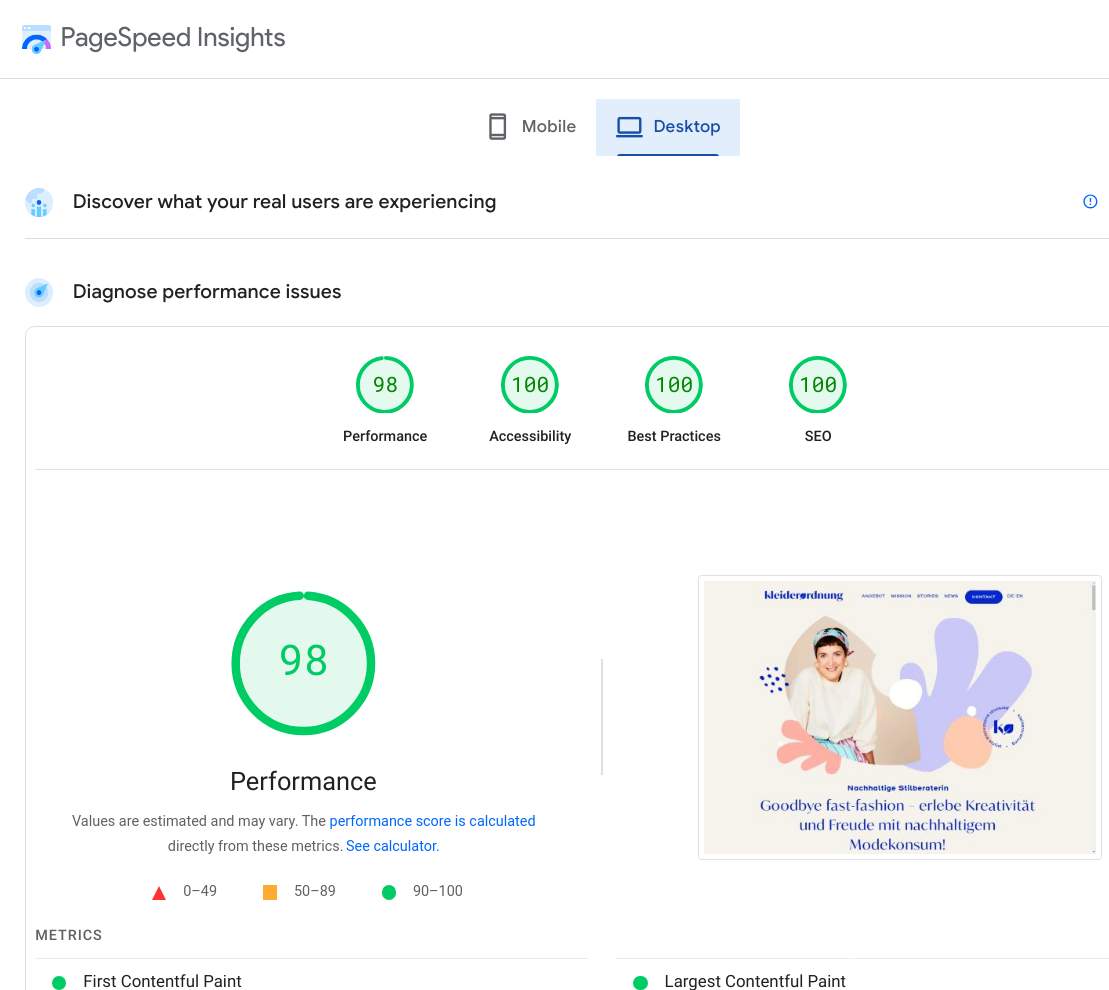 PageSpeed Insights
Mobile
Desktop
Discover what your real users are experiencing
Diagnose performance issues
98
100
100
100
Performance
Accessibility
Best Practices
SEO
98
Performance
Values are estimated and may vary. The performance score is calculated
directly from these metrics. See calculator.
0–49
50–89
90–100
kleiderordnung
ANGEBOT MISSION STORIES NEWS KONTAKT DE EN
kø
Nachhaltige Stilberaterin
Goodbye fast-fashion – erlebe Kreativität
und Freude mit nachhaltigem
Modekonsum!
METRICS
First Contentful Paint
Largest Contentful Paint